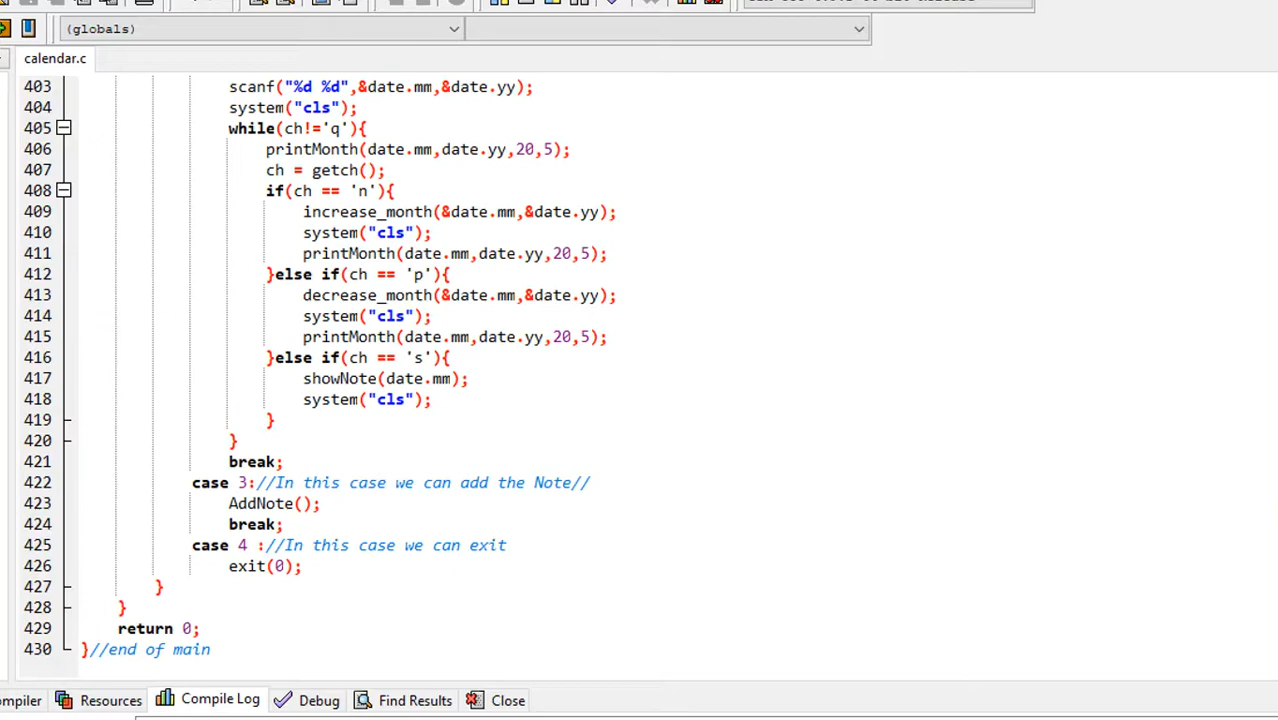 (globals)
calendar.c
403 scanf("%d %d",&date.mm,&date.yy);
404 system("cls");
405 while(ch!='q'){
406 printMonth(date.mm,date.yy,20,5);
407 ch = getch();
408 if(ch == 'n'){
409 increase_month(&date.mm,&date.yy);
410 system("cls");
411 printMonth(date.mm,date.yy,20,5);
412 }else if(ch == 'p'){
413 decrease_month(&date.mm,&date.yy);
414 system("cls");
415 printMonth(date.mm,date.yy,20,5);
416 }else if(ch == 's'){
417 showNote(date.mm);
418 system("cls");
419 }
420 }
421 break;
422 case 3://In this case we can add the Note//
423 AddNote();
424 break;
425 case 4 ://In this case we can exit
426 exit(0);
427 }
428 }
429 return 0;
430 }//end of main
ompiler Resources Compile Log Debug Find Results Close